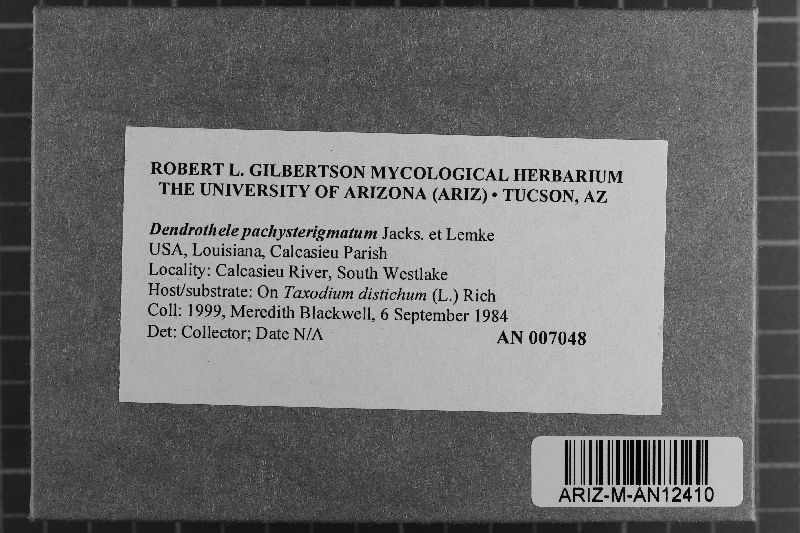 ROBERT L. GILBERTSON MYCOLOGICAL HERBARIUM
THE UNIVERSITY OF ARIZONA (ARIZ) • TUCSON, AZ
Dendrothele pachysterigmatum Jacks. et Lemke
USA, Louisiana, Calcasieu Parish
Locality: Calcasieu River, South Westlake
Host/substrate: On Taxodium distichum (L.) Rich
Coll: 1999, Meredith Blackwell, 6 September 1984
Det: Collector; Date N/A
AN 007048
ARIZ-M-AN12410